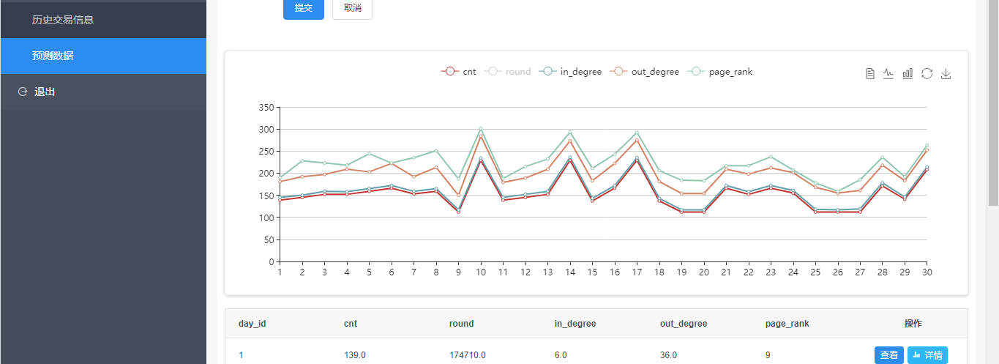 历史交易信息
预测数据
退出
提交 取消
cnt round in_degree out_degree page_rank
350
300
250
200
150
100
50
0
1 2 3 4 5 6 7 8 9 10 11 12 13 14 15 16 17 18 19 20 21 22 23 24 25 26 27 28 29 30
day_id cnt round in_degree out_degree page_rank 操作
1 139.0 174710.0 6.0 36.0 9 查看 详情